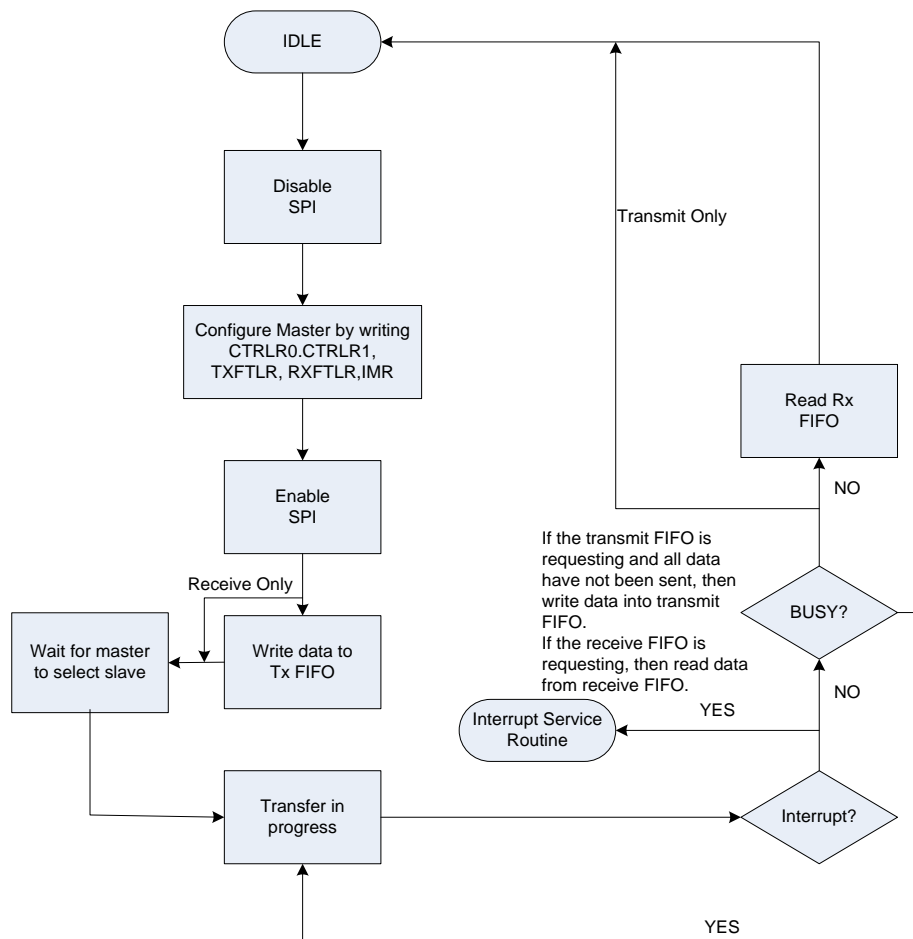 IDLE
Disable
SPI
Transmit Only
Configure Master by writing
CTRLR0.CTRLR1,
TXFTLR, RXFTLR,IMR
Read Rx
FIFO
Enable
SPI
NO
If the transmit FIFO is
requesting and all data
have not been sent, then
write data into transmit
FIFO.
If the receive FIFO is
requesting, then read data
from receive FIFO.
Receive Only
BUSY?
Wait for master
to select slave
Write data to
Tx FIFO
NO
YES
Interrupt Service
Routine
Transfer in
progress
Interrupt?
YES